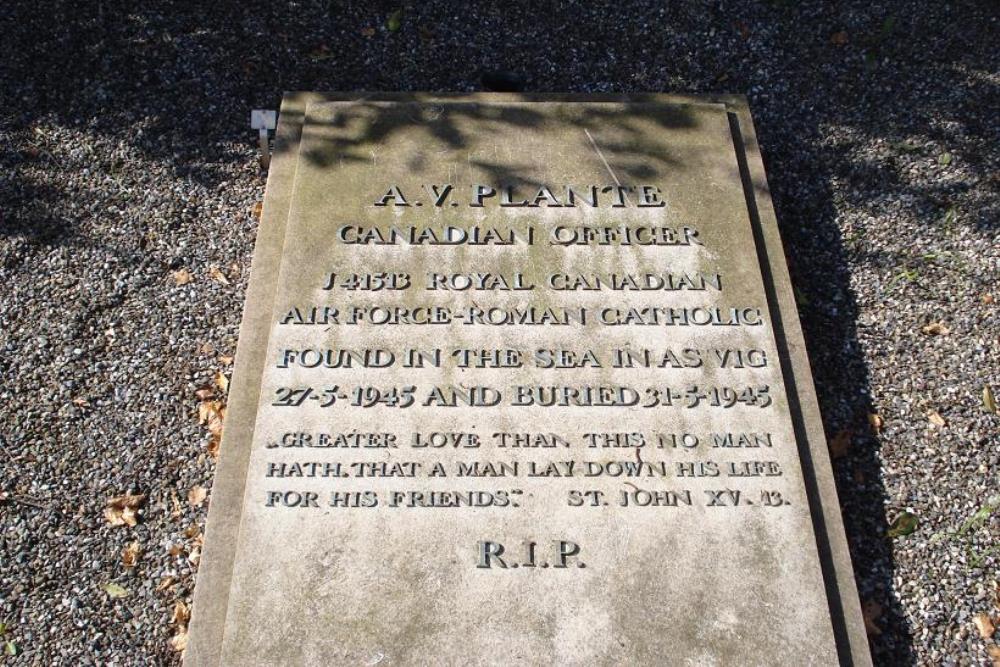 A.V. PLANTE
CANADIAN OFFICER
J 41513 ROYAL CANADIAN
AIR FORCE-ROMAN CATHOLIC
FOUND IN THE SEA IN AS VIG
27-5-1945 AND BURIED 31-5-1945
„GREATER LOVE THAN THIS NO MAN
HATH. THAT A MAN LAY DOWN HIS LIFE
FOR HIS FRIENDS." ST. JOHN XV. 13.
R.I.P.